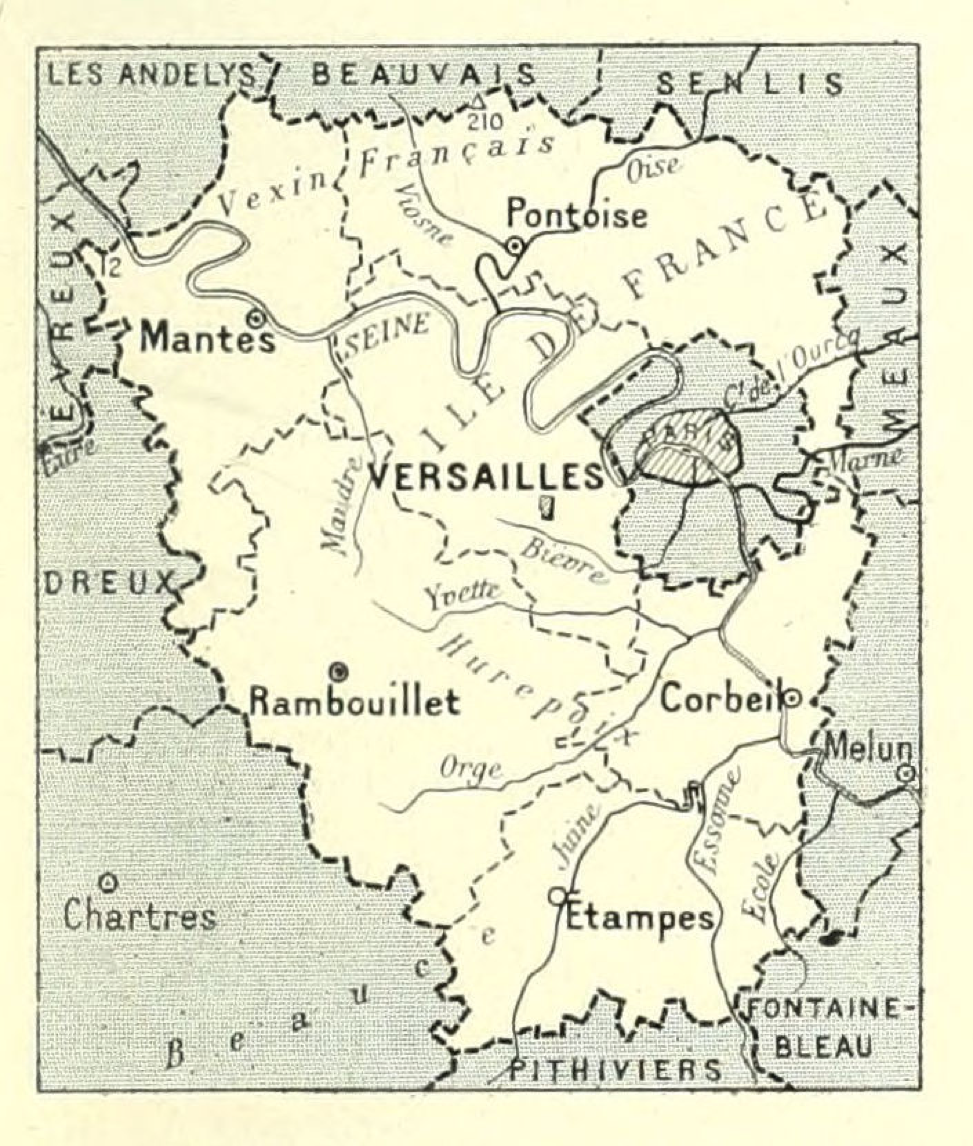 LES ANDELYS
BEAUVAIS
SENLIS
210
Vexin Français
Oise
Viosne
Pontoise
EVREUX
12
MEAUX
ILE DE FRANCE
Mantes
SEINE
Cl de l'Ourcq
PARIS
Eure
Marne
VERSAILLES
Mandre
Bièvre
DREUX
Yvette
Hurepoix
Rambouillet
Corbeil
Melun
Orge
Juine
Essonne
Ecole
Chartres
Etampes
Beauce
FONTAINE-
BLEAU
PITHIVIERS